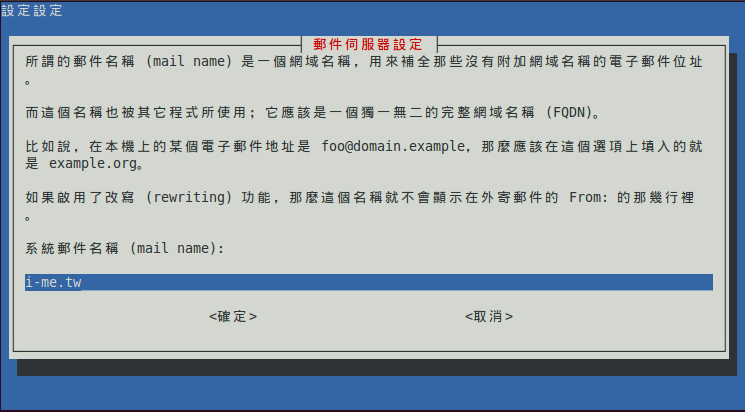 設定設定
郵件伺服器設定
所謂的郵件名稱 (mail name) 是一個網域名稱，用來補全那些沒有附加網域名稱的電子郵件位址
。
而這個名稱也被其它程式所使用；它應該是一個獨一無二的完整網域名稱 (FQDN)。
比如說，在本機上的某個電子郵件地址是 foo@domain.example，那麼應該在這個選項上填入的就
是 example.org。
如果啟用了改寫 (rewriting) 功能，那麼這個名稱就不會顯示在外寄郵件的 From: 的那幾行裡
。
系統郵件名稱 (mail name):
i-me.tw
<確定> <取消>